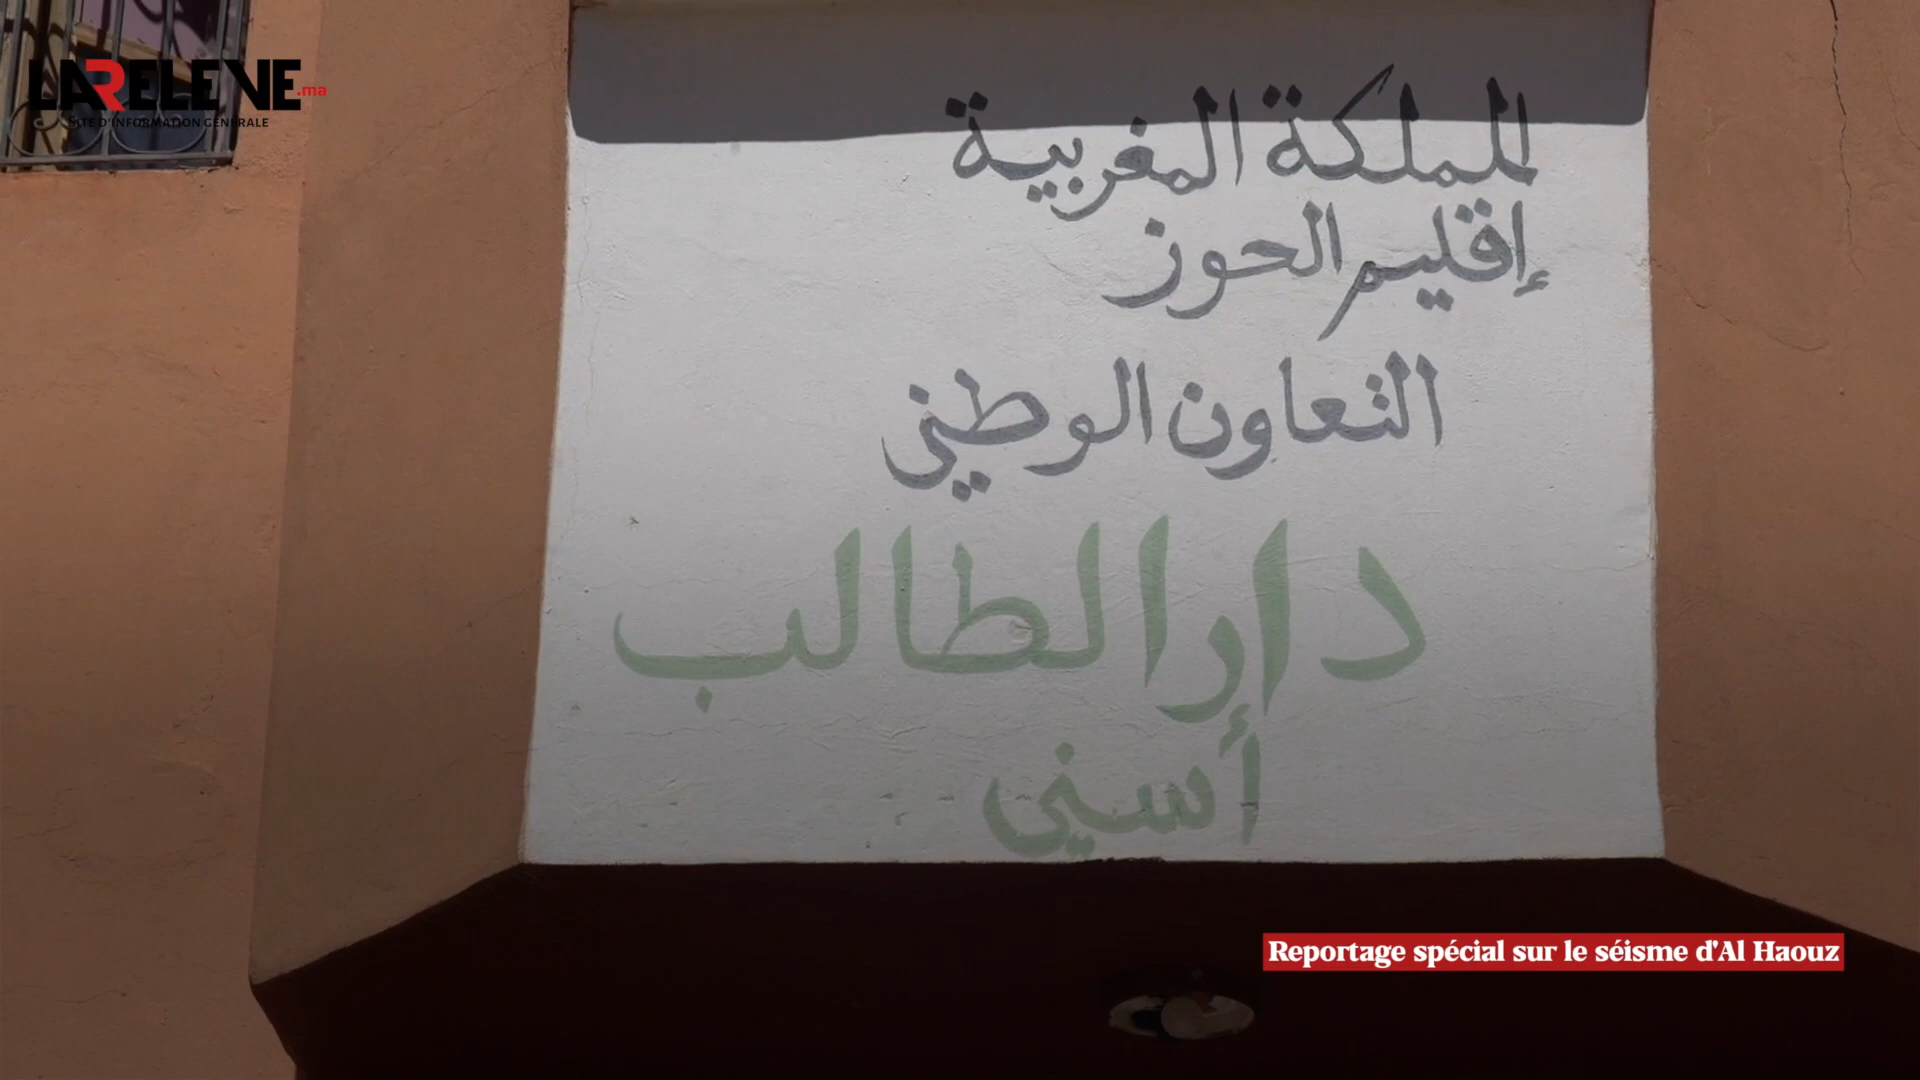 LARELEVE.ma
SITE D'INFORMATION GÉNÉRALE
المملكة المغربية
إقليم الحوز
التعاون الوطني
دار الطالب
أسني
Reportage spécial sur le séisme d'Al Haouz